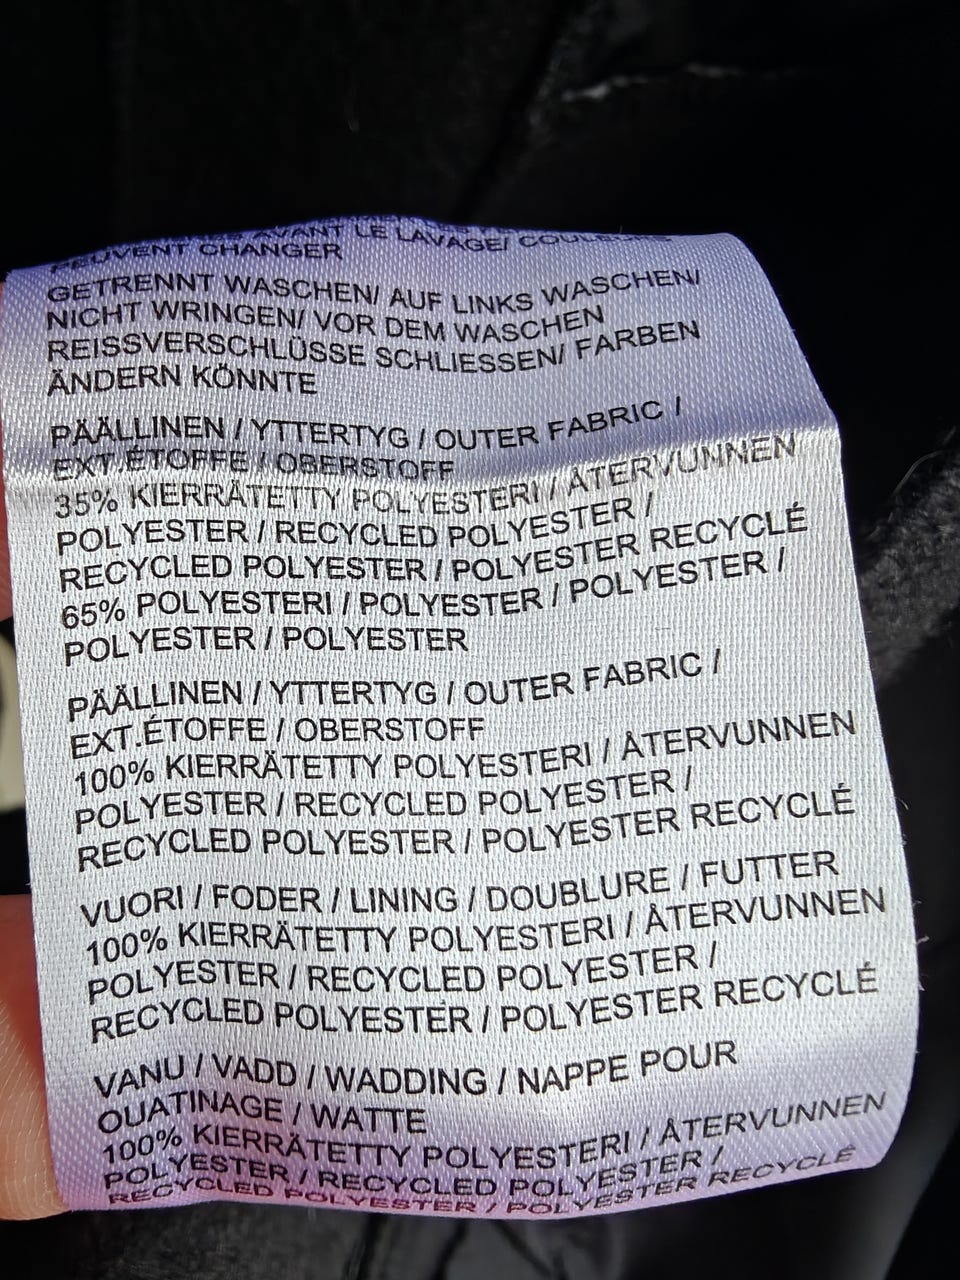 AVANT LE LAVAGE/ COULEURS
PEUVENT CHANGER
GETRENNT WASCHEN/ AUF LINKS WASCHEN/
NICHT WRINGEN/ VOR DEM WASCHEN
REISSVERSCHLÜSSE SCHLIESSEN/ FARBEN
ÄNDERN KÖNNTE
PÄÄLLINEN / YTTERTYG / OUTER FABRIC /
EXT.ÉTOFFE / OBERSTOFF
35% KIERRÄTETTY POLYESTERI / ÅTERVUNNEN
POLYESTER / RECYCLED POLYESTER /
RECYCLED POLYESTER / POLYESTER RECYCLÉ
65% POLYESTERI / POLYESTER / POLYESTER /
POLYESTER / POLYESTER
PÄÄLLINEN / YTTERTYG / OUTER FABRIC /
EXT.ÉTOFFE / OBERSTOFF
100% KIERRÄTETTY POLYESTERI / ÅTERVUNNEN
POLYESTER / RECYCLED POLYESTER /
RECYCLED POLYESTER / POLYESTER RECYCLÉ
VUORI / FODER / LINING / DOUBLURE / FUTTER
100% KIERRÄTETTY POLYESTERI / ÅTERVUNNEN
POLYESTER / RECYCLED POLYESTER /
RECYCLED POLYESTER / POLYESTER RECYCLÉ
VANU / VADD / WADDING / NAPPE POUR
OUATINAGE / WATTE
100% KIERRÄTETTY POLYESTERI / ÅTERVUNNEN
POLYESTER / RECYCLED POLYESTER /
RECYCLED POLYESTER / POLYESTER RECYCLÉ